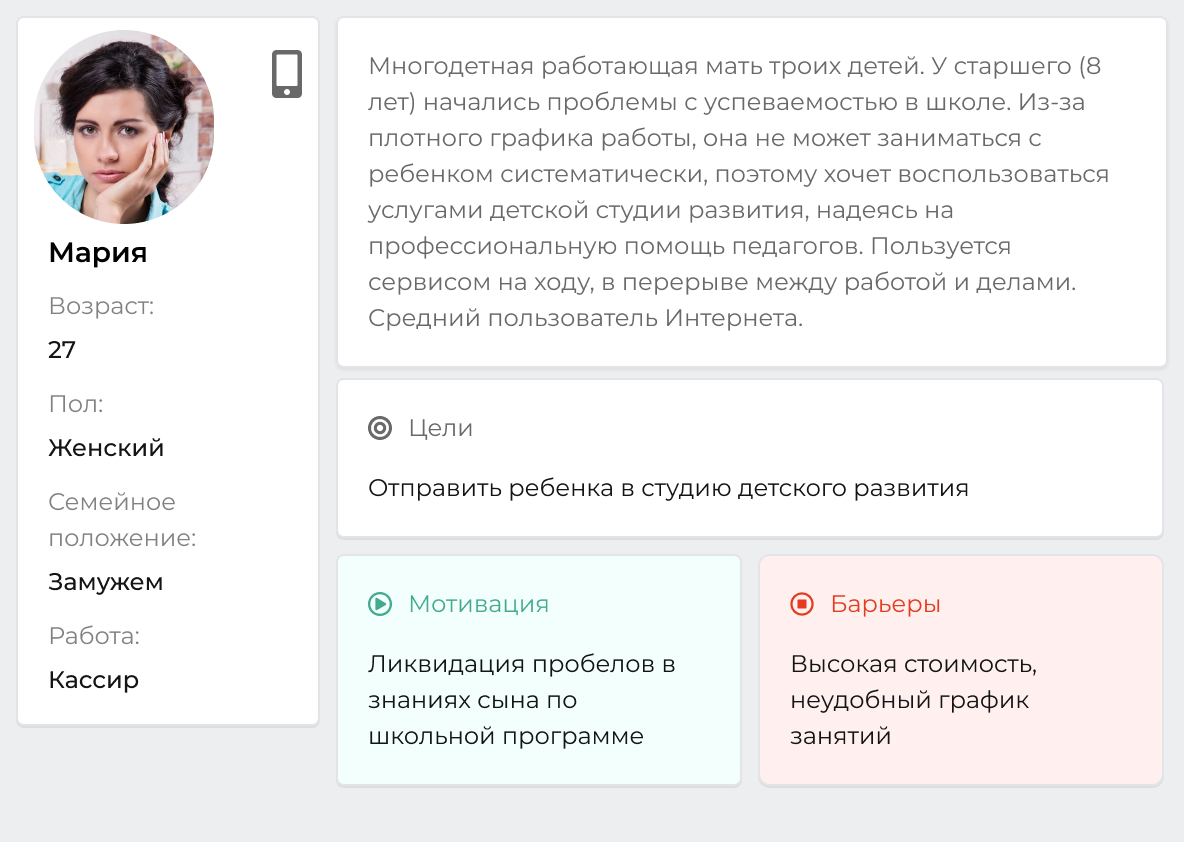 Мария
Возраст:
27
Пол:
Женский
Семейное
положение:
Замужем
Работа:
Кассир
Многодетная работающая мать троих детей. У старшего (8
лет) начались проблемы с успеваемостью в школе. Из-за
плотного графика работы, она не может заниматься с
ребенком систематически, поэтому хочет воспользоваться
услугами детской студии развития, надеясь на
профессиональную помощь педагогов. Пользуется
сервисом на ходу, в перерыве между работой и делами.
Средний пользователь Интернета.
Цели
Отправить ребенка в студию детского развития
Мотивация
Ликвидация пробелов в
знаниях сына по
школьной программе
Барьеры
Высокая стоимость,
неудобный график
занятий